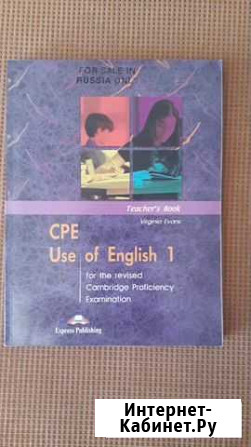 FOR SALE IN
RUSSIA ONLY
Teacher's Book
Virginia Evans
CPE
Use of English 1
for the revised
Cambridge Proficiency
Examination
Express Publishing
Интернет-
Кабинет.Ру